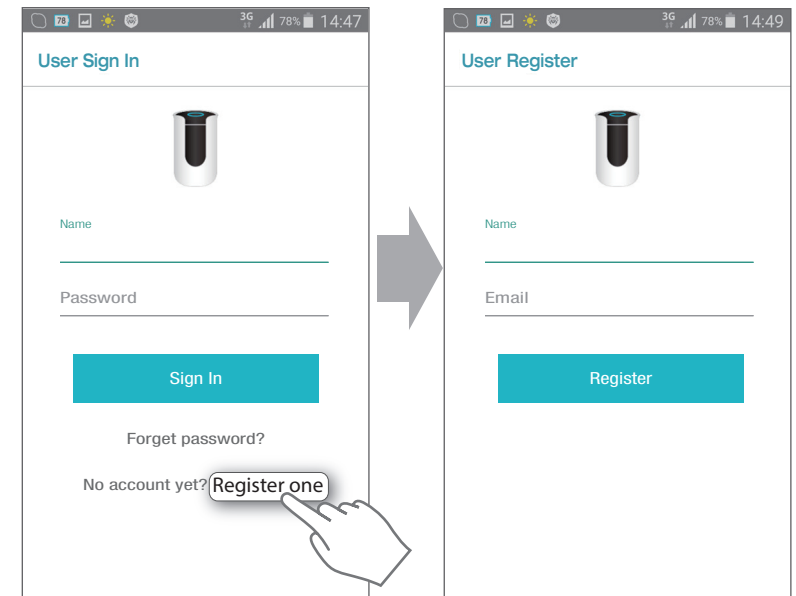 78 3G 78% 14:47
User Sign In
Name
Password
Sign In
Forget password?
No account yet? Register one
78 3G 78% 14:49
User Register
Name
Email
Register